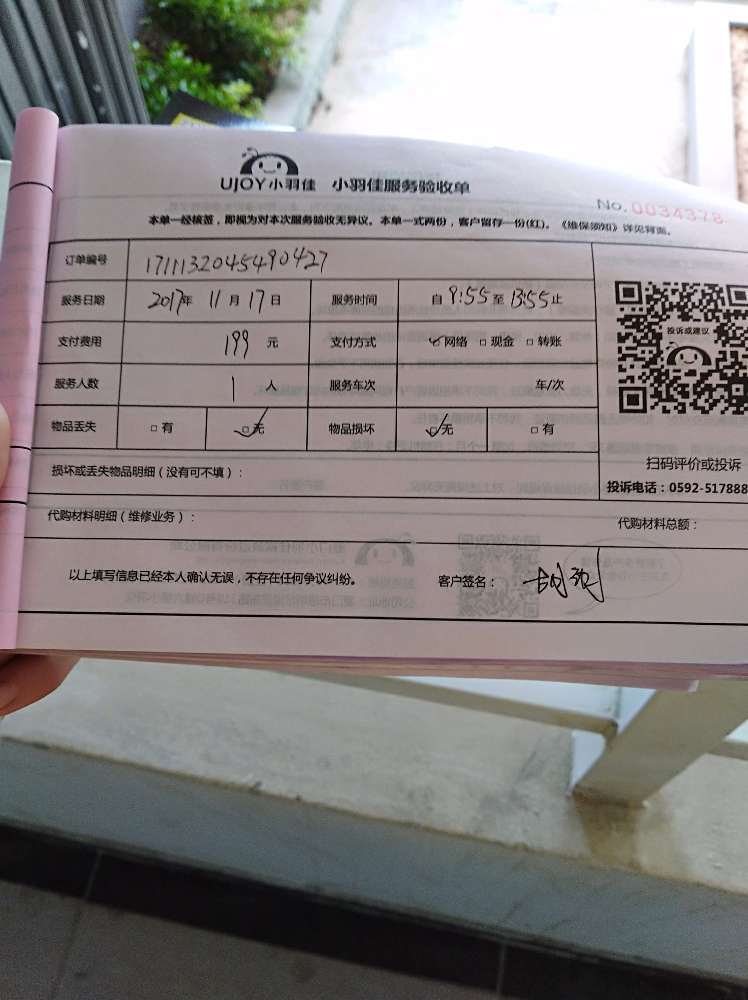 UJOY小羽佳 小羽佳服务验收单
No. 0034378
本单一经核签，即视为对本次服务验收无异议。本单一式两份，客户留存一份(红)。《维保须知》详见背面。
订单编号 1711132045490427
服务日期 2017年 11月 17日 服务时间 自 9:55 至 13:55 止
支付费用 199 元 支付方式 ☑网络 □现金 □转账
服务人数 1 人 服务车次 车/次
物品丢失 □有 ☑无 物品损坏 ☑无 □有
投诉或建议
扫码评价或投诉
投诉电话：0592-517888
损坏或丢失物品明细（没有可不填）：
代购材料明细（维修业务）： 代购材料总额：
以上填写信息已经本人确认无误，不存在任何争议纠纷。 客户签名：